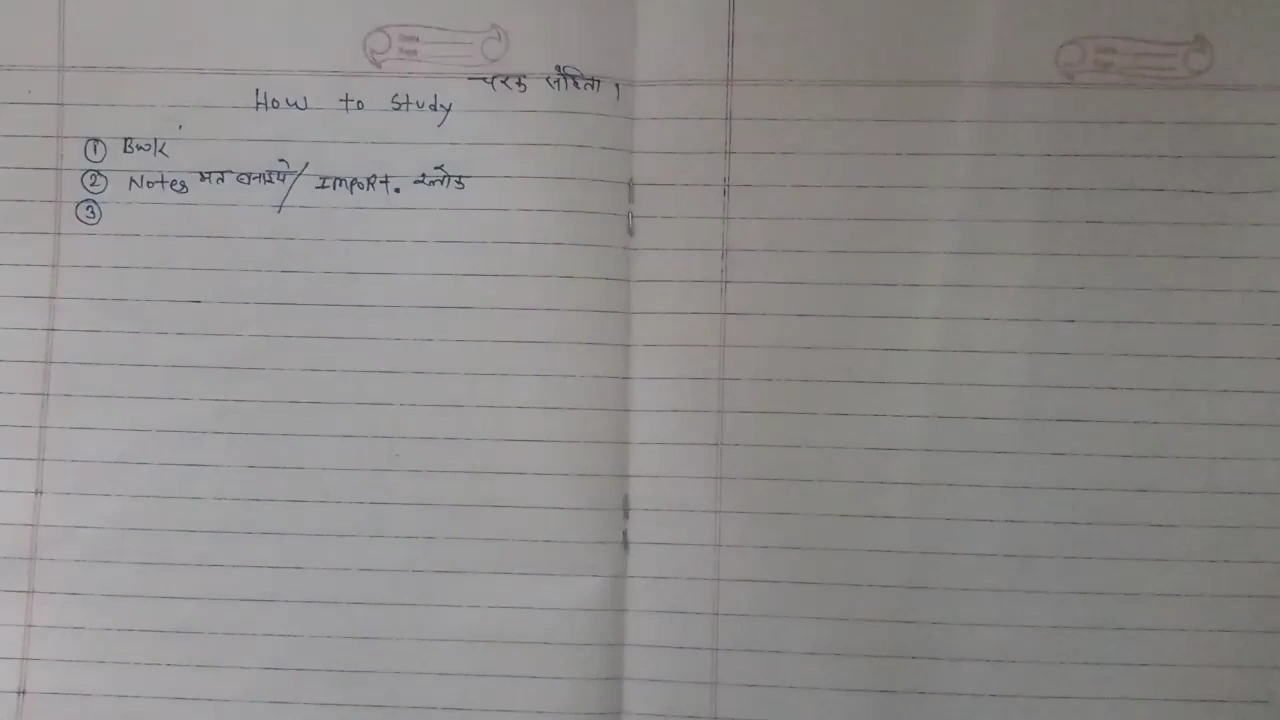 चरक संहिता।
How to Study
① Book
② Notes मत बनाइये / IMPORt. श्लोक
③